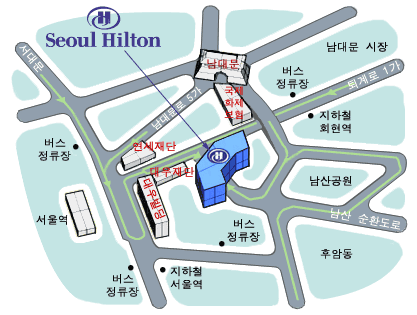 Seoul Hilton
서대문
남대문
남대문 시장
버스
정류장
퇴계로 1가
국제
화재
보험
남대문로 5가
지하철
회현역
버스
정류장
연세재단
대우재단
대우빌딩
남산공원
서울역
남산 순환도로
버스
정류장
후암동
버스
정류장
지하철
서울역